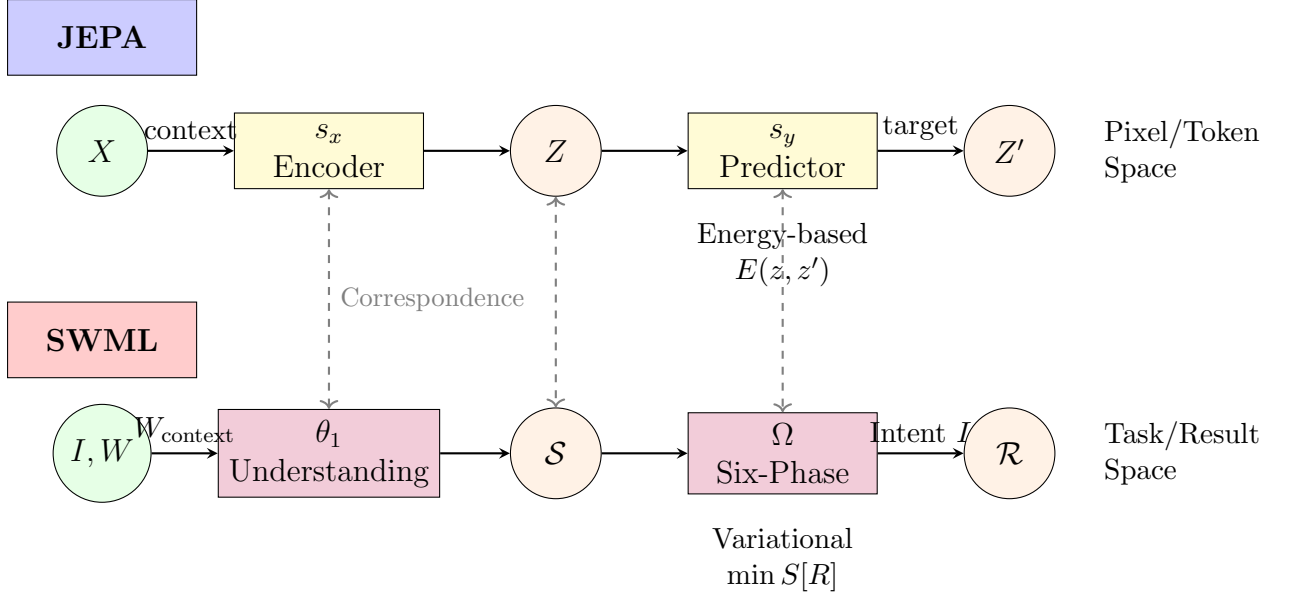 JEPA
X
context
s_x
Encoder
Z
s_y
Predictor
target
Z′
Pixel/Token
Space
Energy-based
E(z, z′)
Correspondence
SWML
I, W
W_context
θ_1
Understanding
𝒮
Ω
Six-Phase
Intent I
ℛ
Task/Result
Space
Variational
min S[R]